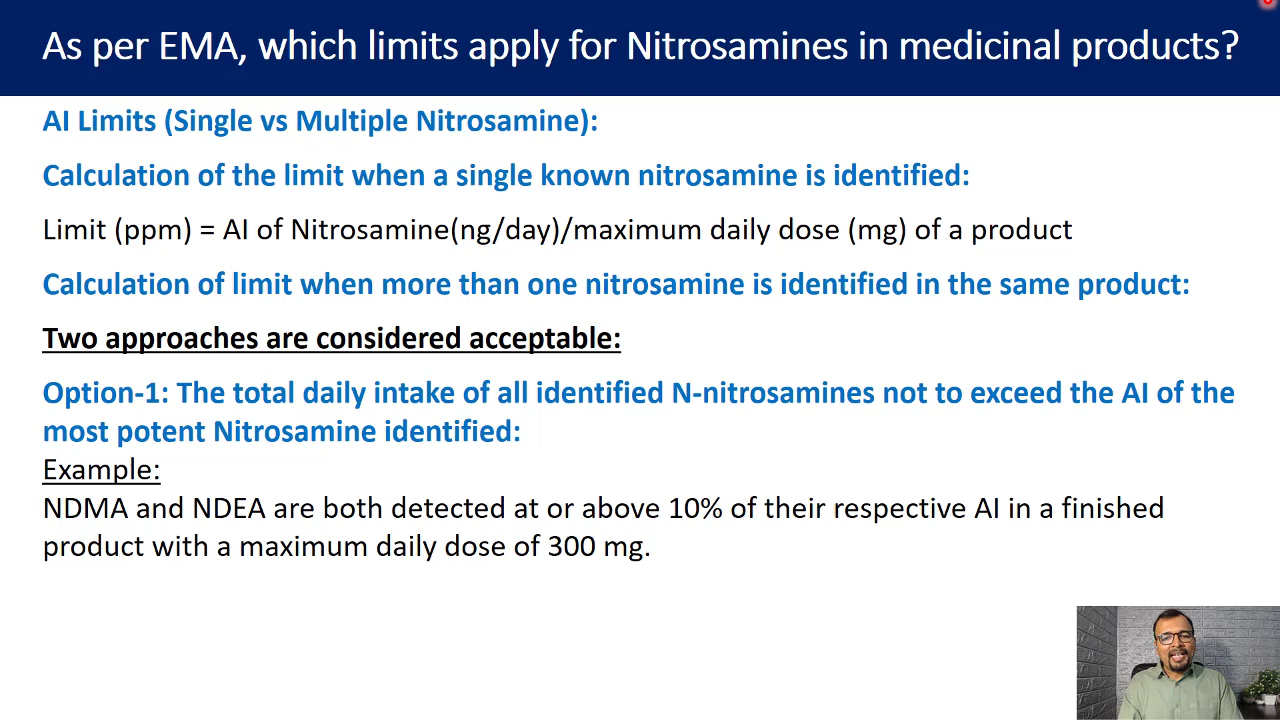 As per EMA, which limits apply for Nitrosamines in medicinal products?
AI Limits (Single vs Multiple Nitrosamine):
Calculation of the limit when a single known nitrosamine is identified:
Limit (ppm) = AI of Nitrosamine(ng/day)/maximum daily dose (mg) of a product
Calculation of limit when more than one nitrosamine is identified in the same product:
Two approaches are considered acceptable:
Option-1: The total daily intake of all identified N-nitrosamines not to exceed the AI of the
most potent Nitrosamine identified:
Example:
NDMA and NDEA are both detected at or above 10% of their respective AI in a finished
product with a maximum daily dose of 300 mg.